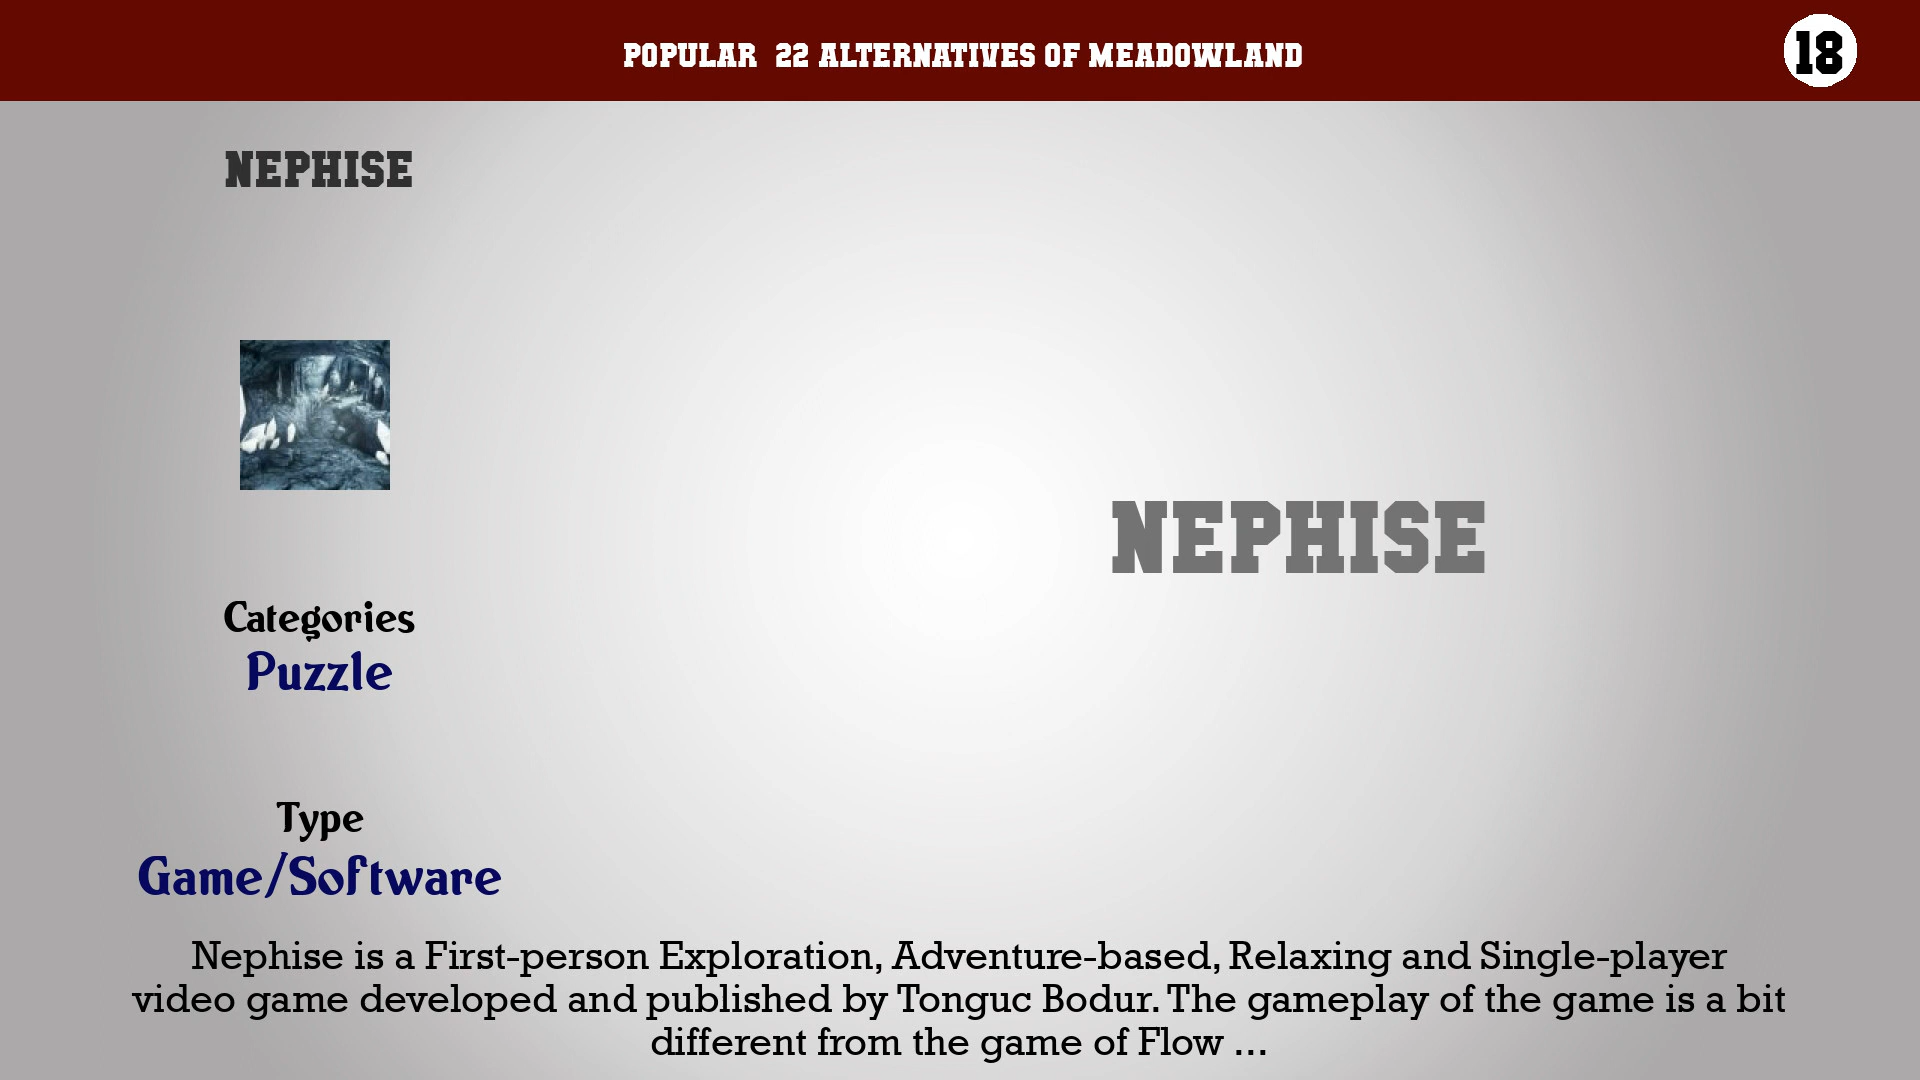 POPULAR 22 ALTERNATIVES OF MEADOWLAND
18
NEPHISE
NEPHISE
Categories
Puzzle
Type
Game/Software
Nephise is a First-person Exploration, Adventure-based, Relaxing and Single-player
video game developed and published by Tonguc Bodur. The gameplay of the game is a bit
different from the game of Flow ...